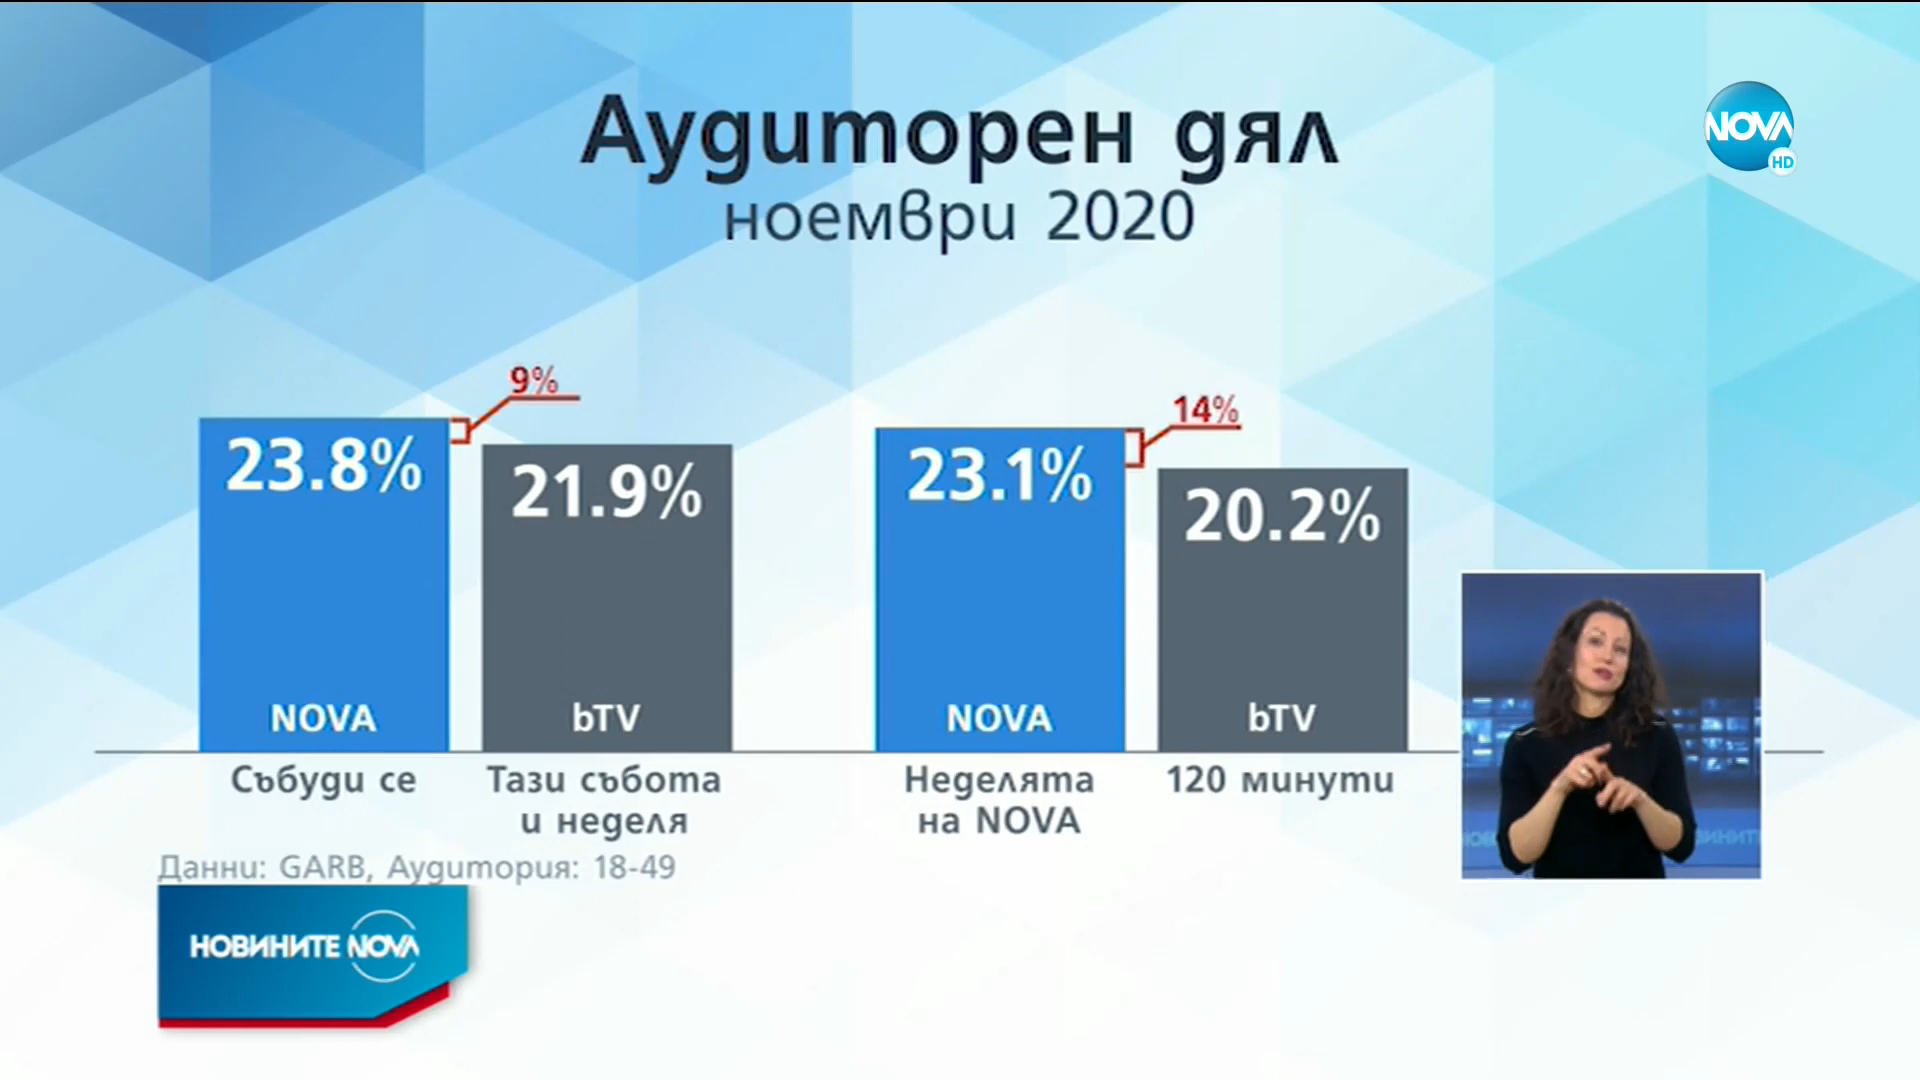 Аудиторен дял
ноември 2020
NOVA
HD
9%
14%
23.8%
21.9%
23.1%
20.2%
NOVA
bTV
NOVA
bTV
Събуди се
Тази събота
и неделя
Неделята
на NOVA
120 минути
Данни: GARB, Аудитория: 18-49
НОВИНИТЕ NOVA